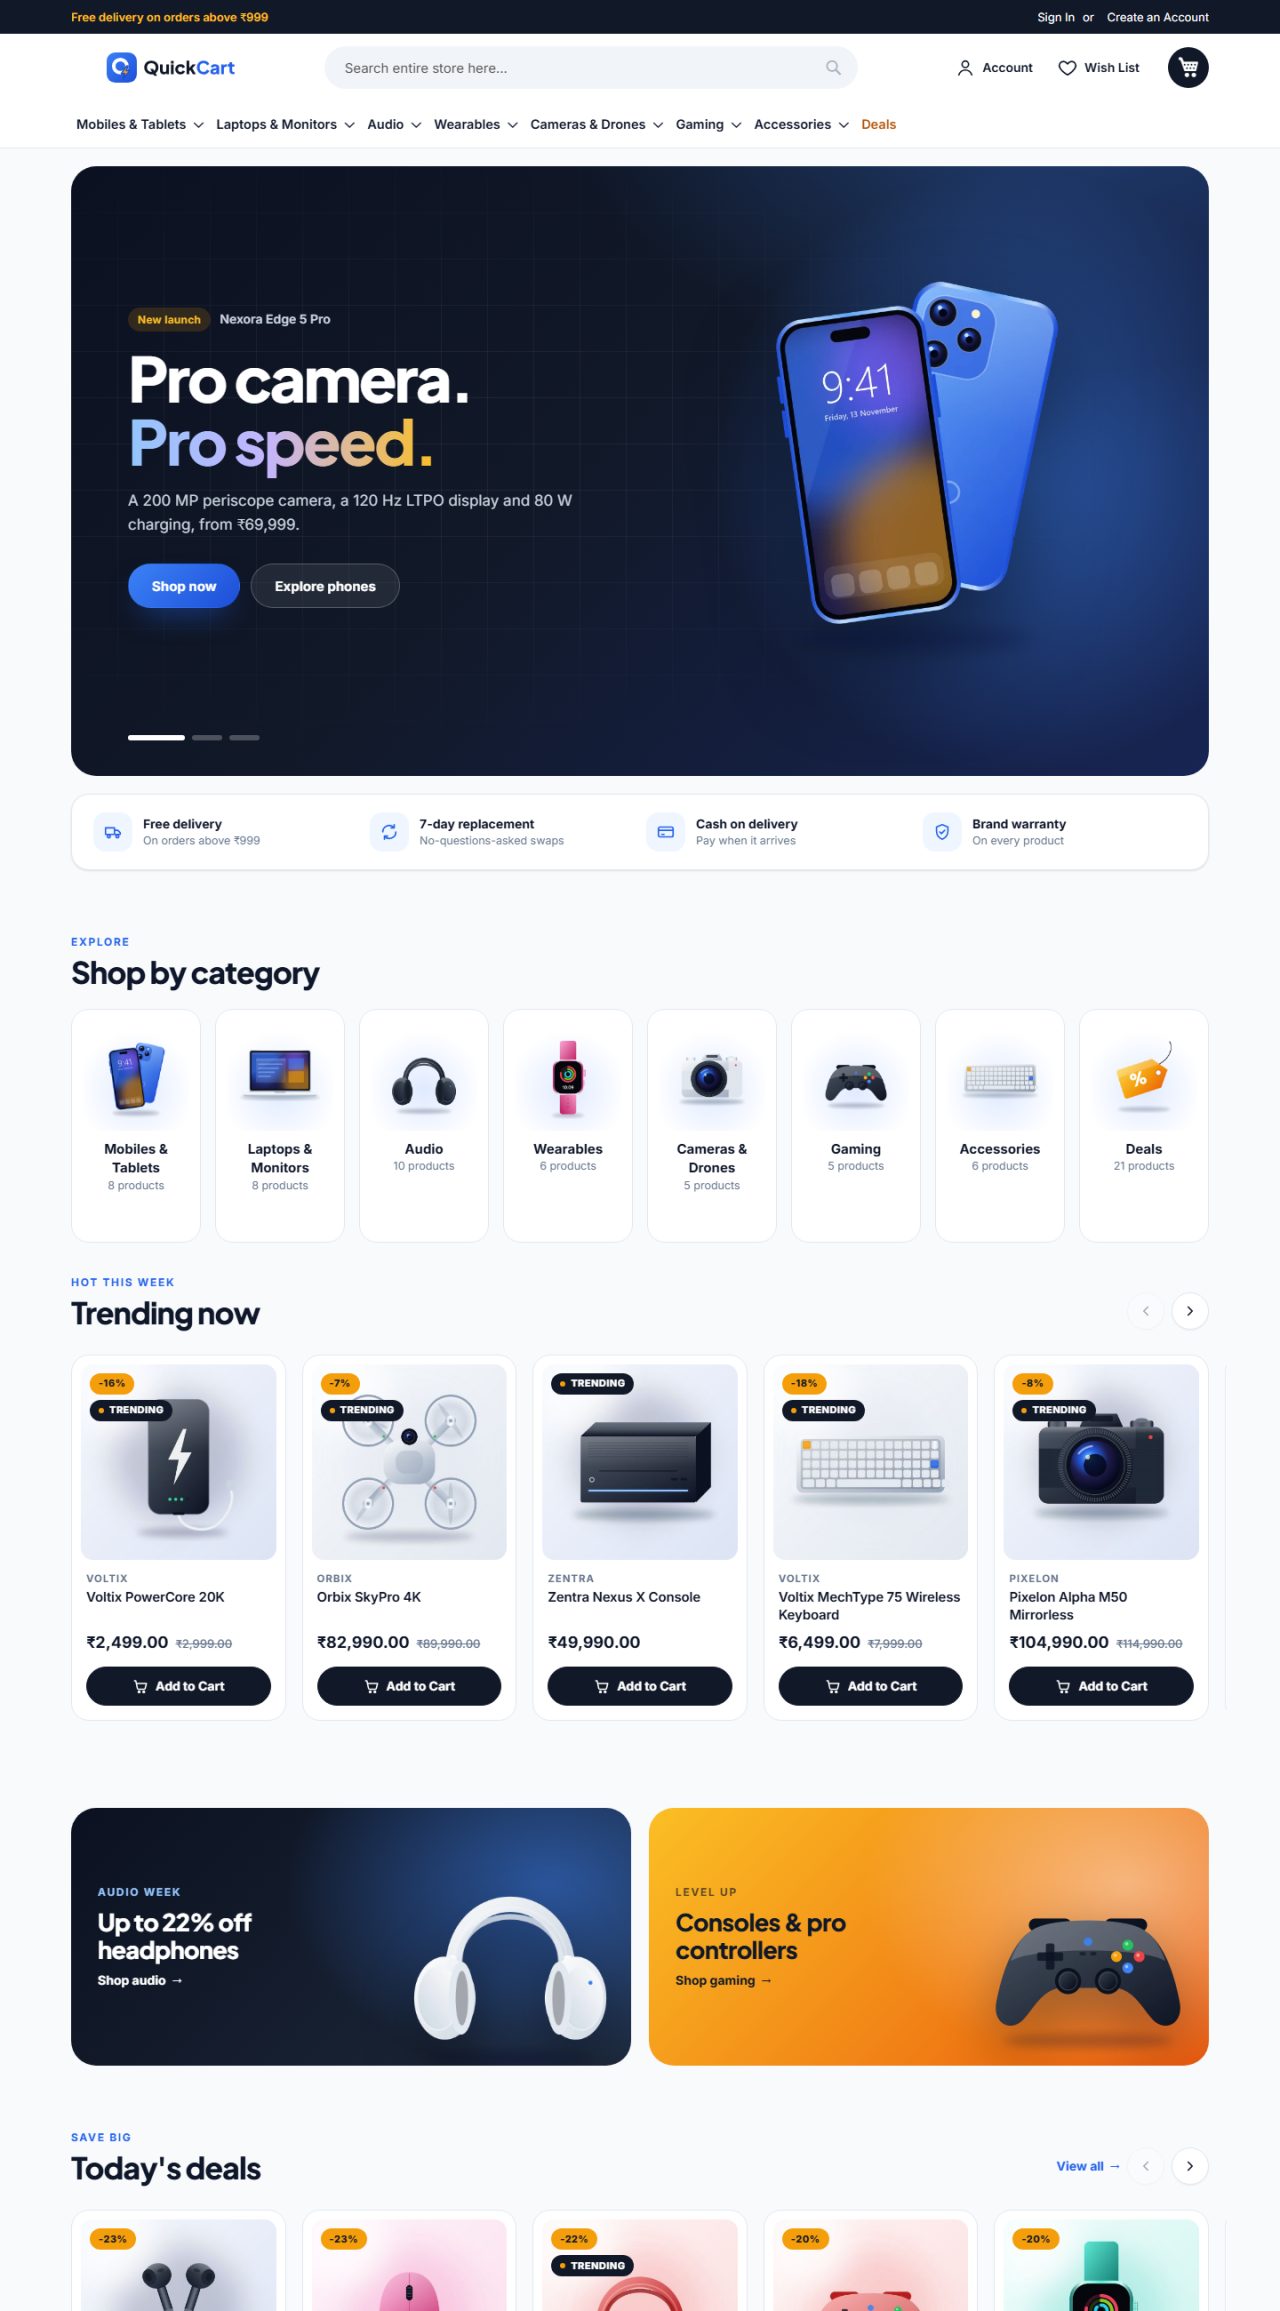 Free delivery on orders above ₹999
Sign In or Create an Account
QuickCart
Search entire store here...
Account
Wish List
Mobiles & Tablets
Laptops & Monitors
Audio
Wearables
Cameras & Drones
Gaming
Accessories
Deals
New launch
Nexora Edge 5 Pro
Pro camera.
Pro speed.
A 200 MP periscope camera, a 120 Hz LTPO display and 80 W
charging, from ₹69,999.
Shop now
Explore phones
9:41
Friday, 13 November
Free delivery
On orders above ₹999
7-day replacement
No-questions-asked swaps
Cash on delivery
Pay when it arrives
Brand warranty
On every product
EXPLORE
Shop by category
Mobiles &
Tablets
8 products
Laptops &
Monitors
8 products
Audio
10 products
10:09
Wearables
6 products
Cameras &
Drones
5 products
Gaming
5 products
Accessories
6 products
%
Deals
21 products
HOT THIS WEEK
Trending now
-16%
TRENDING
VOLTIX
Voltix PowerCore 20K
₹2,499.00 ₹2,999.00
Add to Cart
-7%
TRENDING
ORBIX
Orbix SkyPro 4K
₹82,990.00 ₹89,990.00
Add to Cart
TRENDING
ZENTRA
Zentra Nexus X Console
₹49,990.00
Add to Cart
-18%
TRENDING
VOLTIX
Voltix MechType 75 Wireless
Keyboard
₹6,499.00 ₹7,999.00
Add to Cart
-8%
TRENDING
PIXELON
Pixelon Alpha M50
Mirrorless
₹104,990.00 ₹114,990.00
Add to Cart
AUDIO WEEK
Up to 22% off
headphones
Shop audio →
LEVEL UP
Consoles & pro
controllers
Shop gaming →
SAVE BIG
Today's deals
View all →
-23%
-23%
-22%
TRENDING
-20%
-20%